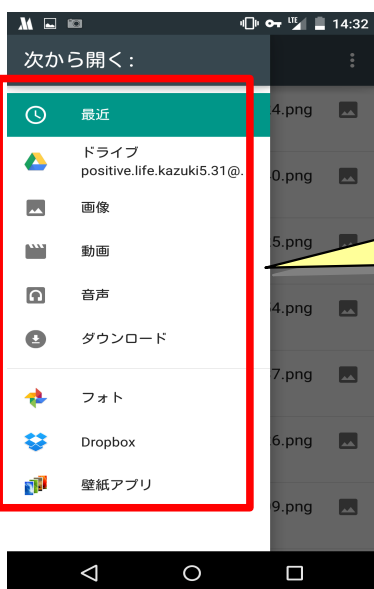 LTE 14:32
次から開く:
最近
4.png
ドライブ
positive.life.kazuki5.31@.
0.png
画像
5.png
動画
音声
4.png
ダウンロード
7.png
フォト
Dropbox
6.png
壁紙アプリ
9.png